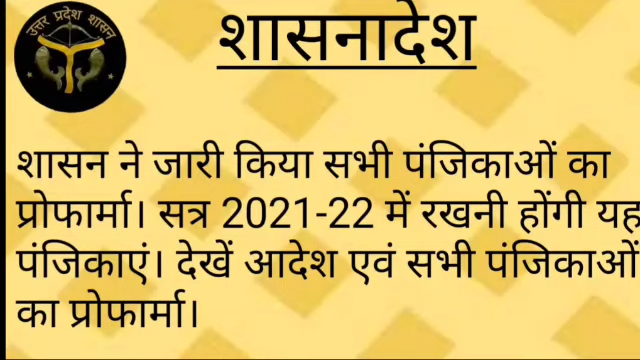 उत्तर प्रदेश शासन
शासनादेश
शासन ने जारी किया सभी पंजिकाओं का
प्रोफार्मा। सत्र 2021-22 में रखनी होंगी यह
पंजिकाएं। देखें आदेश एवं सभी पंजिकाओं
का प्रोफार्मा।